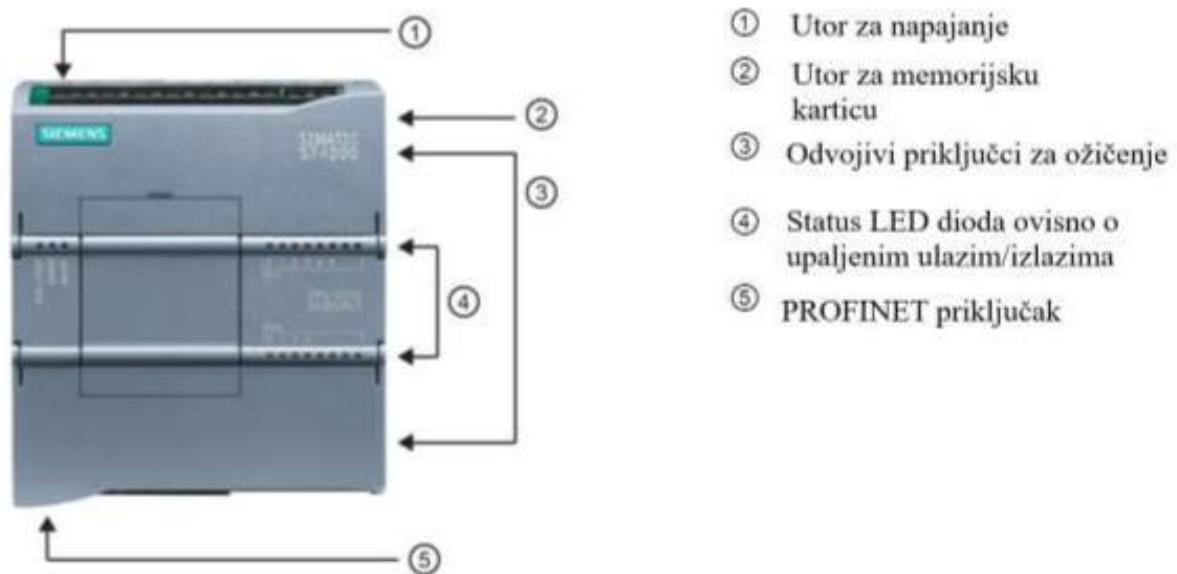 SIEMENS
SIMATIC
S7-1200
①
②
③
④
⑤
① Utor za napajanje
② Utor za memorijsku
karticu
③ Odvojivi priključci za ožičenje
④ Status LED dioda ovisno o
upaljenim ulazim/izlazima
⑤ PROFINET priključak